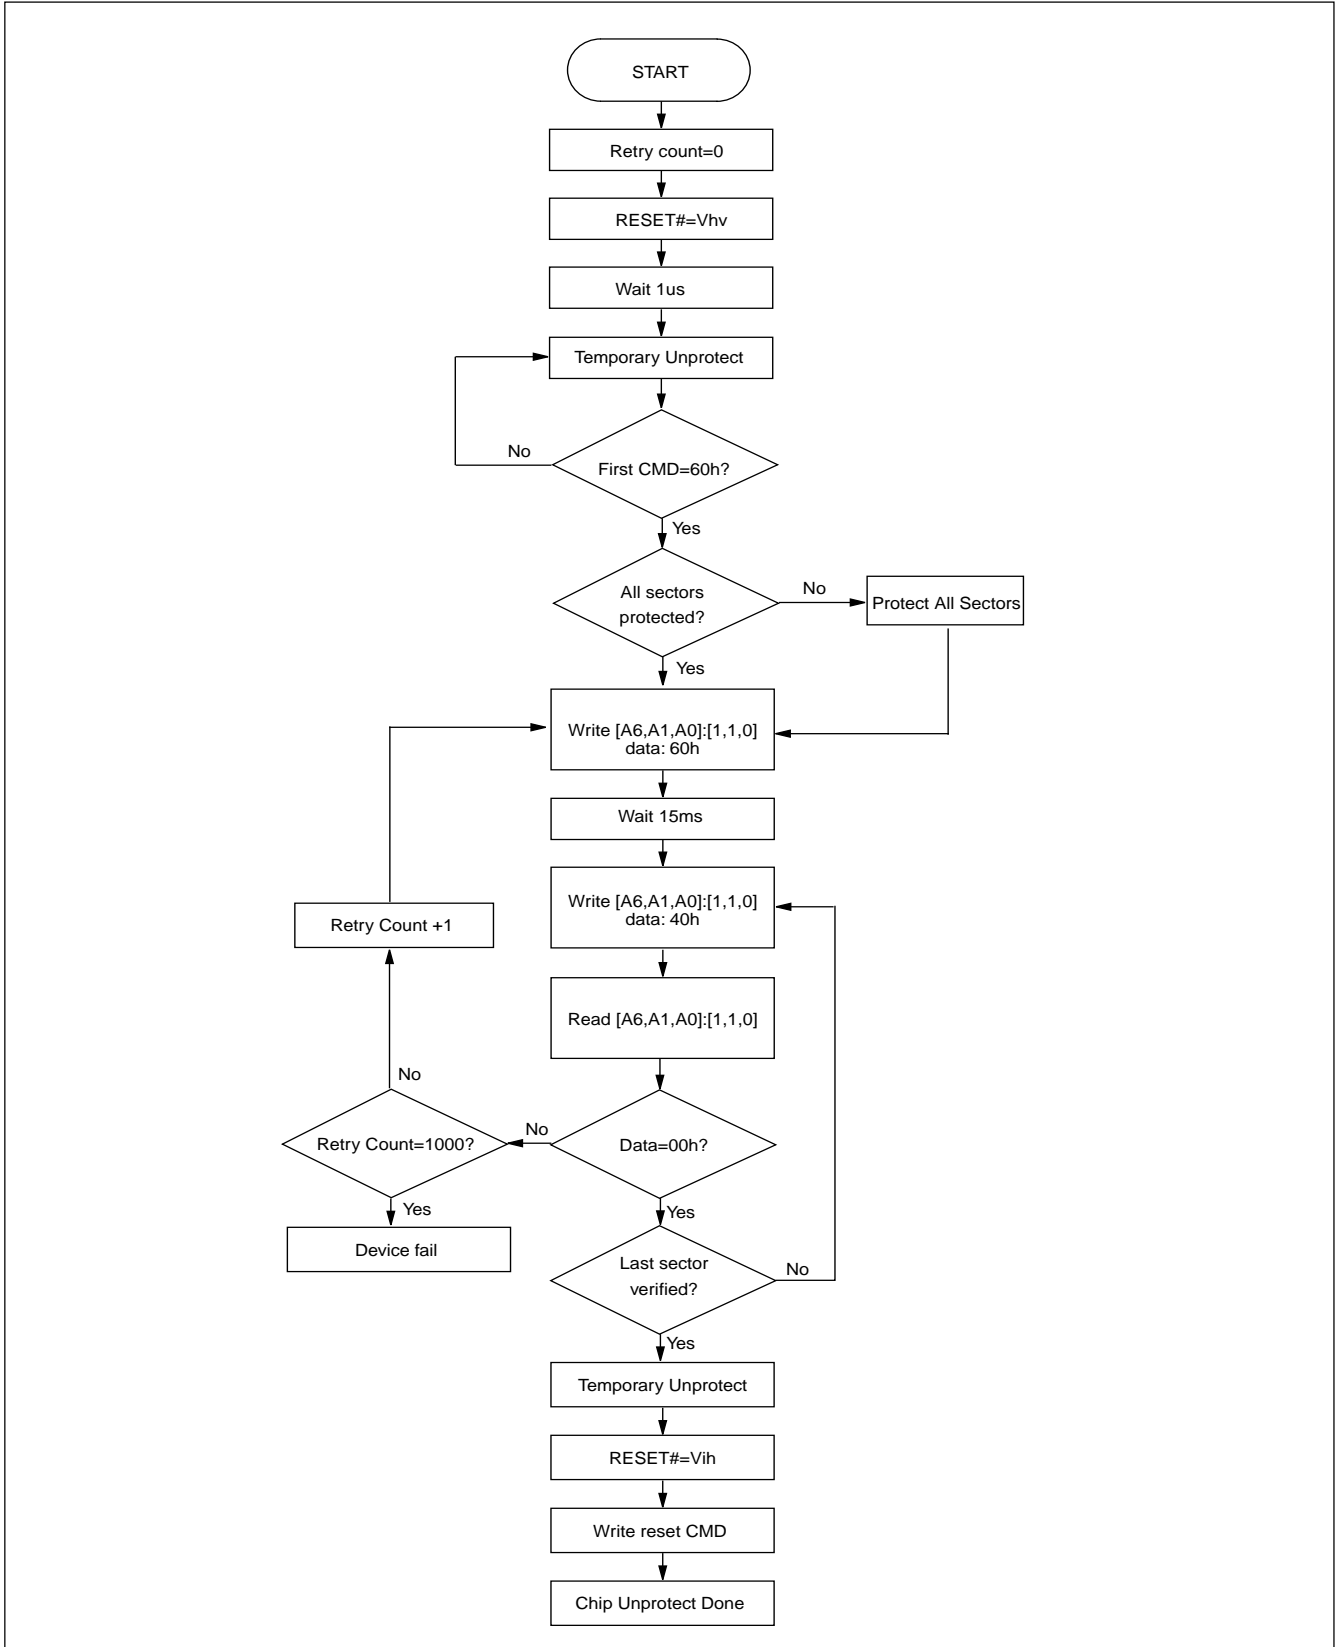 START
Retry count=0
RESET#=Vhv
Wait 1us
Temporary Unprotect
No
First CMD=60h?
Yes
All sectors
protected?
No
Protect All Sectors
Yes
Write [A6,A1,A0]:[1,1,0]
data: 60h
Wait 15ms
Write [A6,A1,A0]:[1,1,0]
data: 40h
Retry Count +1
Read [A6,A1,A0]:[1,1,0]
No
Retry Count=1000?
No
Data=00h?
Yes
Yes
Device fail
Last sector
verified?
No
Yes
Temporary Unprotect
RESET#=Vih
Write reset CMD
Chip Unprotect Done